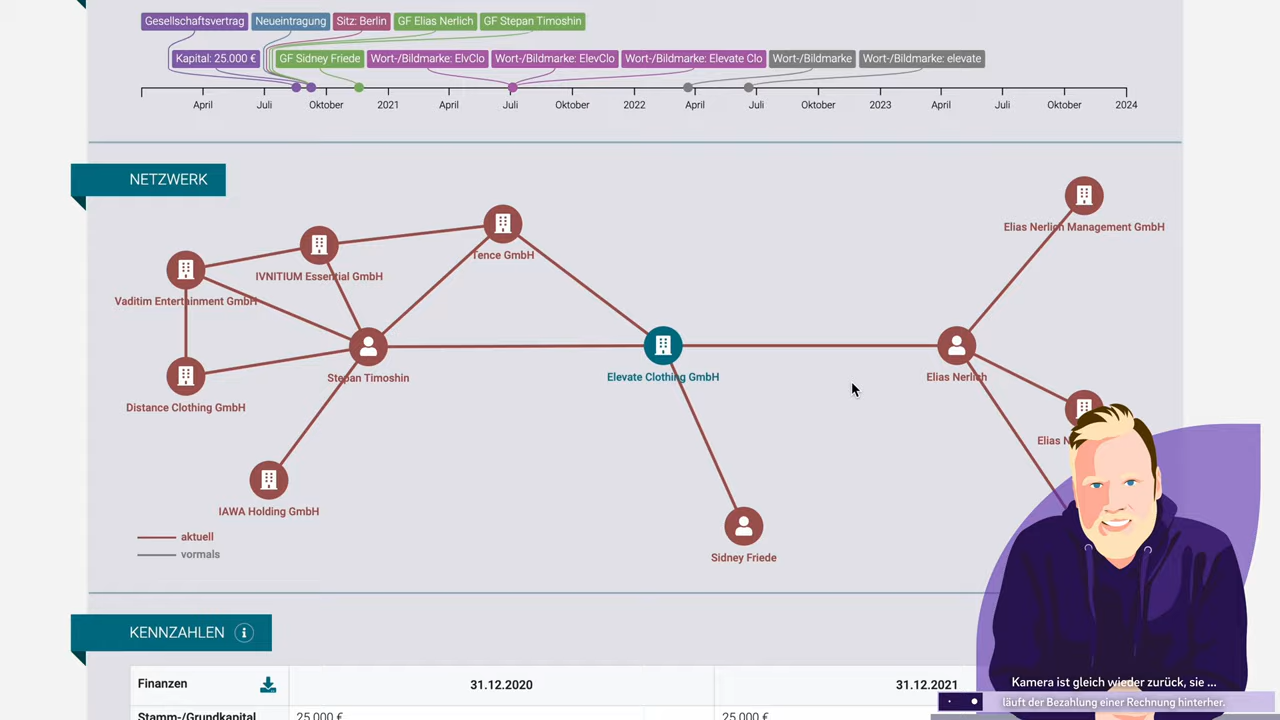 Gesellschaftsvertrag Neueintragung Sitz: Berlin GF Elias Nerlich GF Stepan Timoshin
Kapital: 25.000 € GF Sidney Friede Wort-/Bildmarke: ElvClo Wort-/Bildmarke: ElevClo Wort-/Bildmarke: Elevate Clo Wort-/Bildmarke Wort-/Bildmarke: elevate
April Juli Oktober 2021 April Juli Oktober 2022 April Juli Oktober 2023 April Juli Oktober 2024
NETZWERK
Elias Nerlich Management GmbH
Tence GmbH
IVNITIUM Essential GmbH
Vaditim Entertainment GmbH
Stepan Timoshin
Elevate Clothing GmbH
Elias Nerlich
Distance Clothing GmbH
Elias
IAWA Holding GmbH
aktuell
vormals
Sidney Friede
KENNZAHLEN i
Finanzen 31.12.2020 31.12.2021
Stamm-/Grundkapital 25.000 € 25.000 €
Kamera ist gleich wieder zurück, sie ...
läuft der Bezahlung einer Rechnung hinterher.